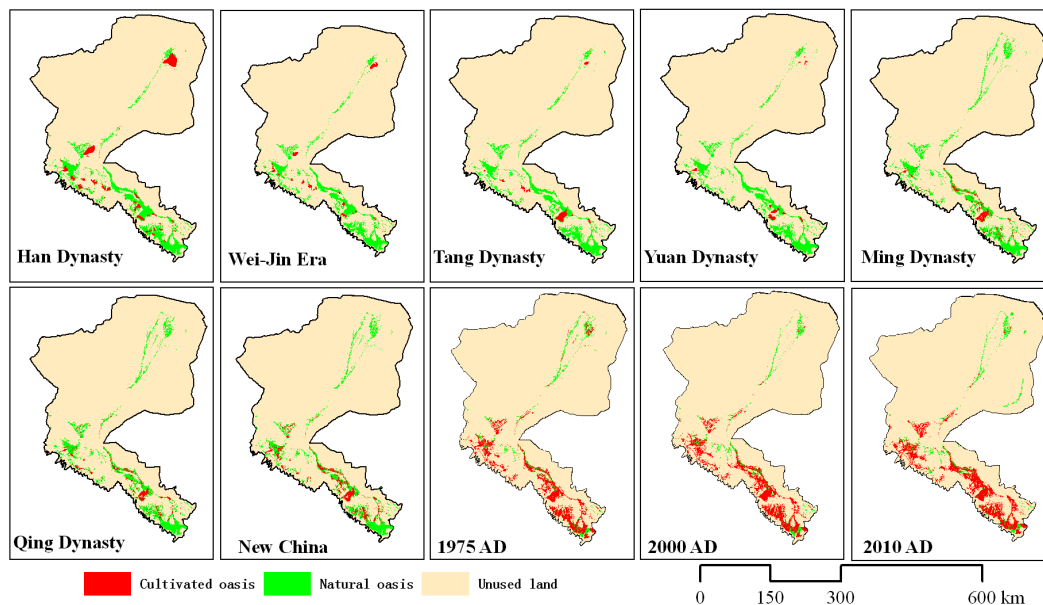 Han Dynasty
Wei-Jin Era
Tang Dynasty
Yuan Dynasty
Ming Dynasty
Qing Dynasty
New China
1975 AD
2000 AD
2010 AD
Cultivated oasis
Natural oasis
Unused land
0 150 300 600 km